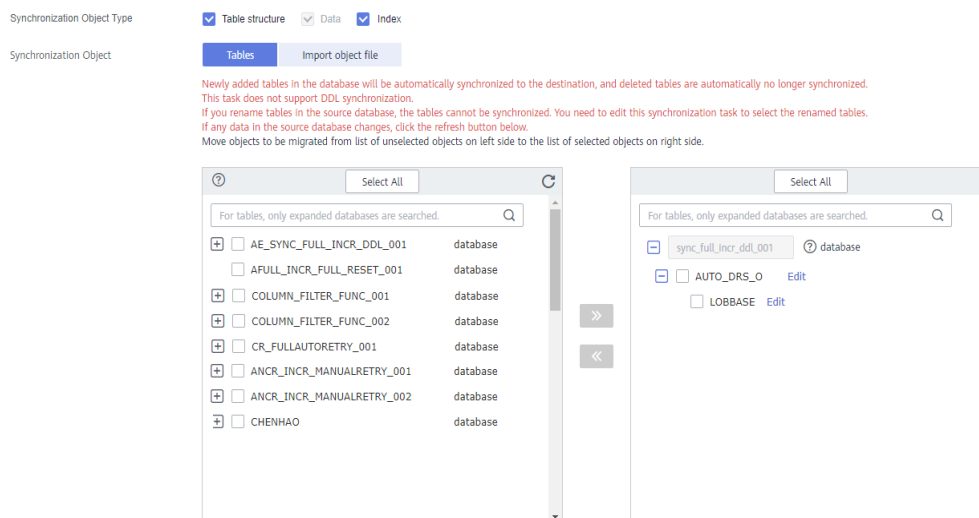 Synchronization Object Type Table structure Data Index
Synchronization Object Tables Import object file
Newly added tables in the database will be automatically synchronized to the destination, and deleted tables are automatically no longer synchronized.
This task does not support DDL synchronization.
If you rename tables in the source database, the tables cannot be synchronized. You need to edit this synchronization task to select the renamed tables.
If any data in the source database changes, click the refresh button below.
Move objects to be migrated from list of unselected objects on left side to the list of selected objects on right side.
Select All
For tables, only expanded databases are searched.
AE_SYNC_FULL_INCR_DDL_001 database
AFULL_INCR_FULL_RESET_001 database
COLUMN_FILTER_FUNC_001 database
COLUMN_FILTER_FUNC_002 database
CR_FULLAUTORETRY_001 database
ANCR_INCR_MANUALRETRY_001 database
ANCR_INCR_MANUALRETRY_002 database
CHENHAO database
Select All
For tables, only expanded databases are searched.
sync_full_incr_ddl_001 database
AUTO_DRS_O Edit
LOBBASE Edit